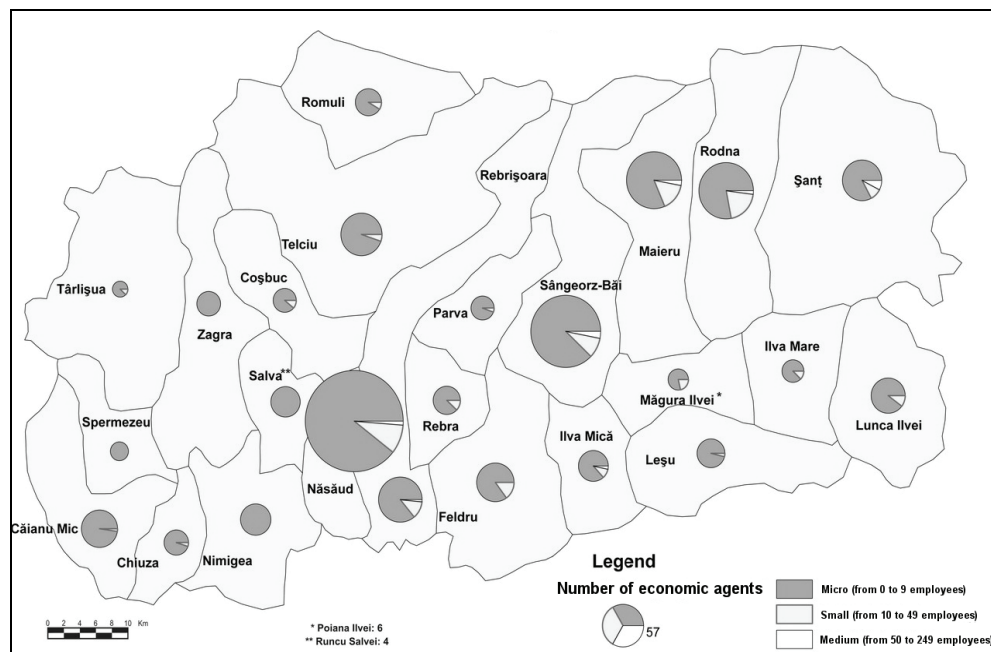 Romuli
Rebrişoara
Rodna
Şanţ
Telciu
Maieru
Târlişua
Coşbuc
Zagra
Parva
Sângeorz-Băi
Ilva Mare
Salva**
Măgura Ilvei *
Lunca Ilvei
Spermezeu
Rebra
Ilva Mică
Leşu
Năsăud
Feldru
Căianu Mic
Chiuza
Nimigea
Legend
Number of economic agents
57
Micro (from 0 to 9 employees)
Small (from 10 to 49 employees)
Medium (from 50 to 249 employees)
0 2 4 6 8 10 Km
* Poiana Ilvei: 6
** Runcu Salvei: 4